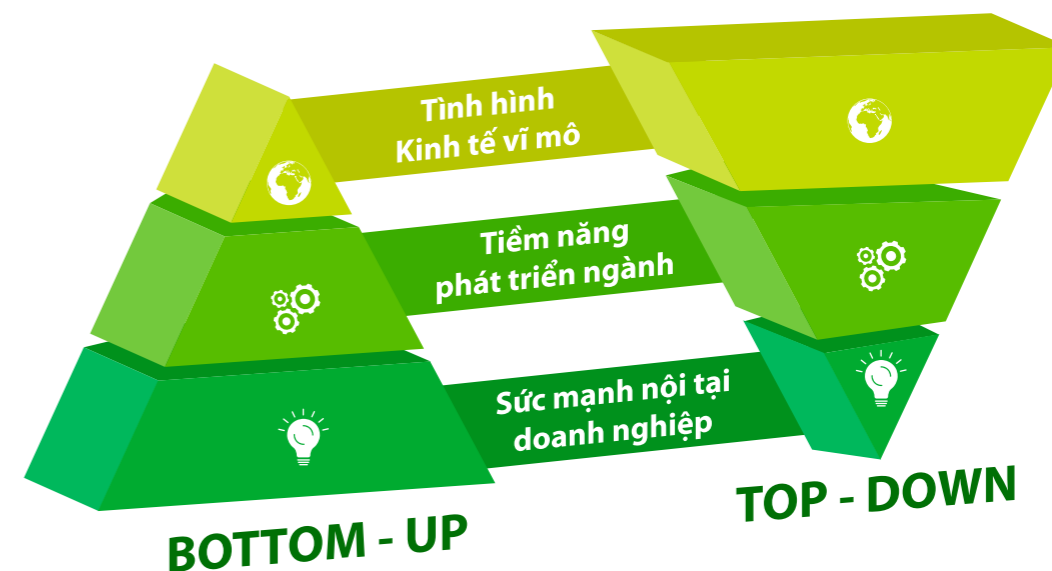 Tình hình
Kinh tế vĩ mô
Tiềm năng
phát triển ngành
Sức mạnh nội tại
doanh nghiệp
BOTTOM - UP
TOP - DOWN